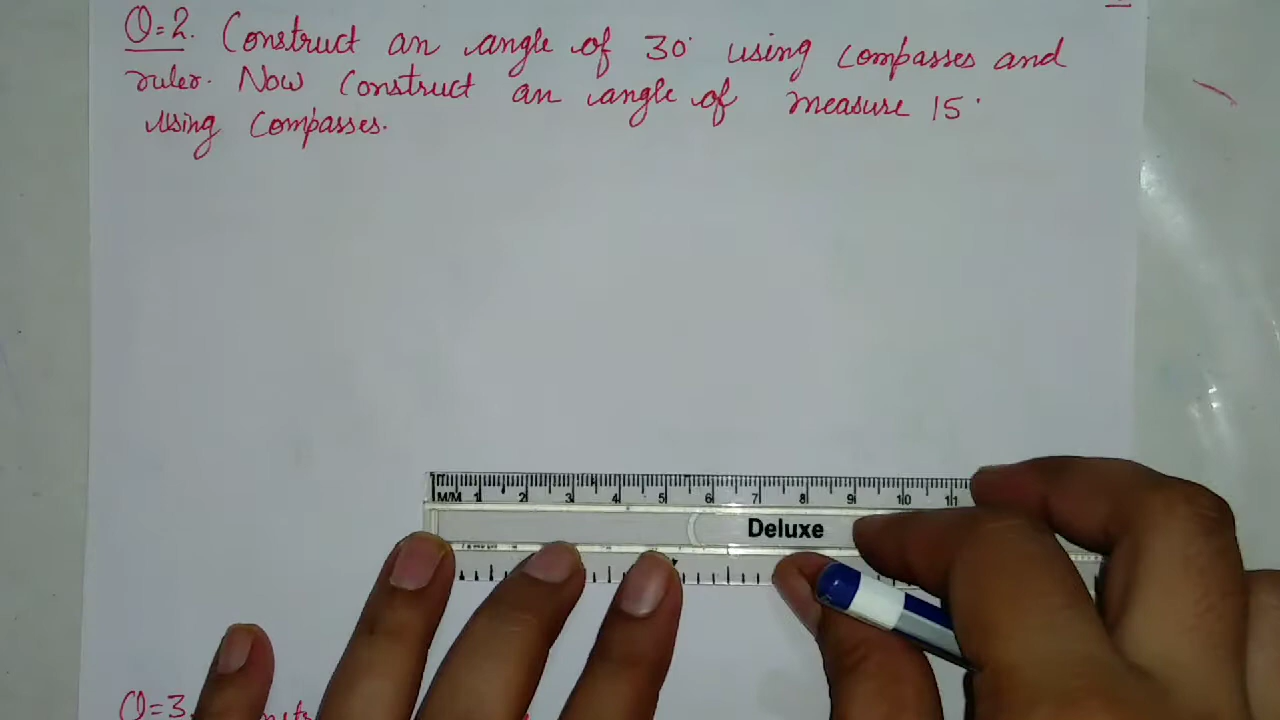 Q=2. Construct an angle of 30° using compasses and
ruler. Now construct an angle of measure 15°
using compasses.
M/M 1 2 3 4 5 6 7 8 9 10 11
Deluxe
Q=3